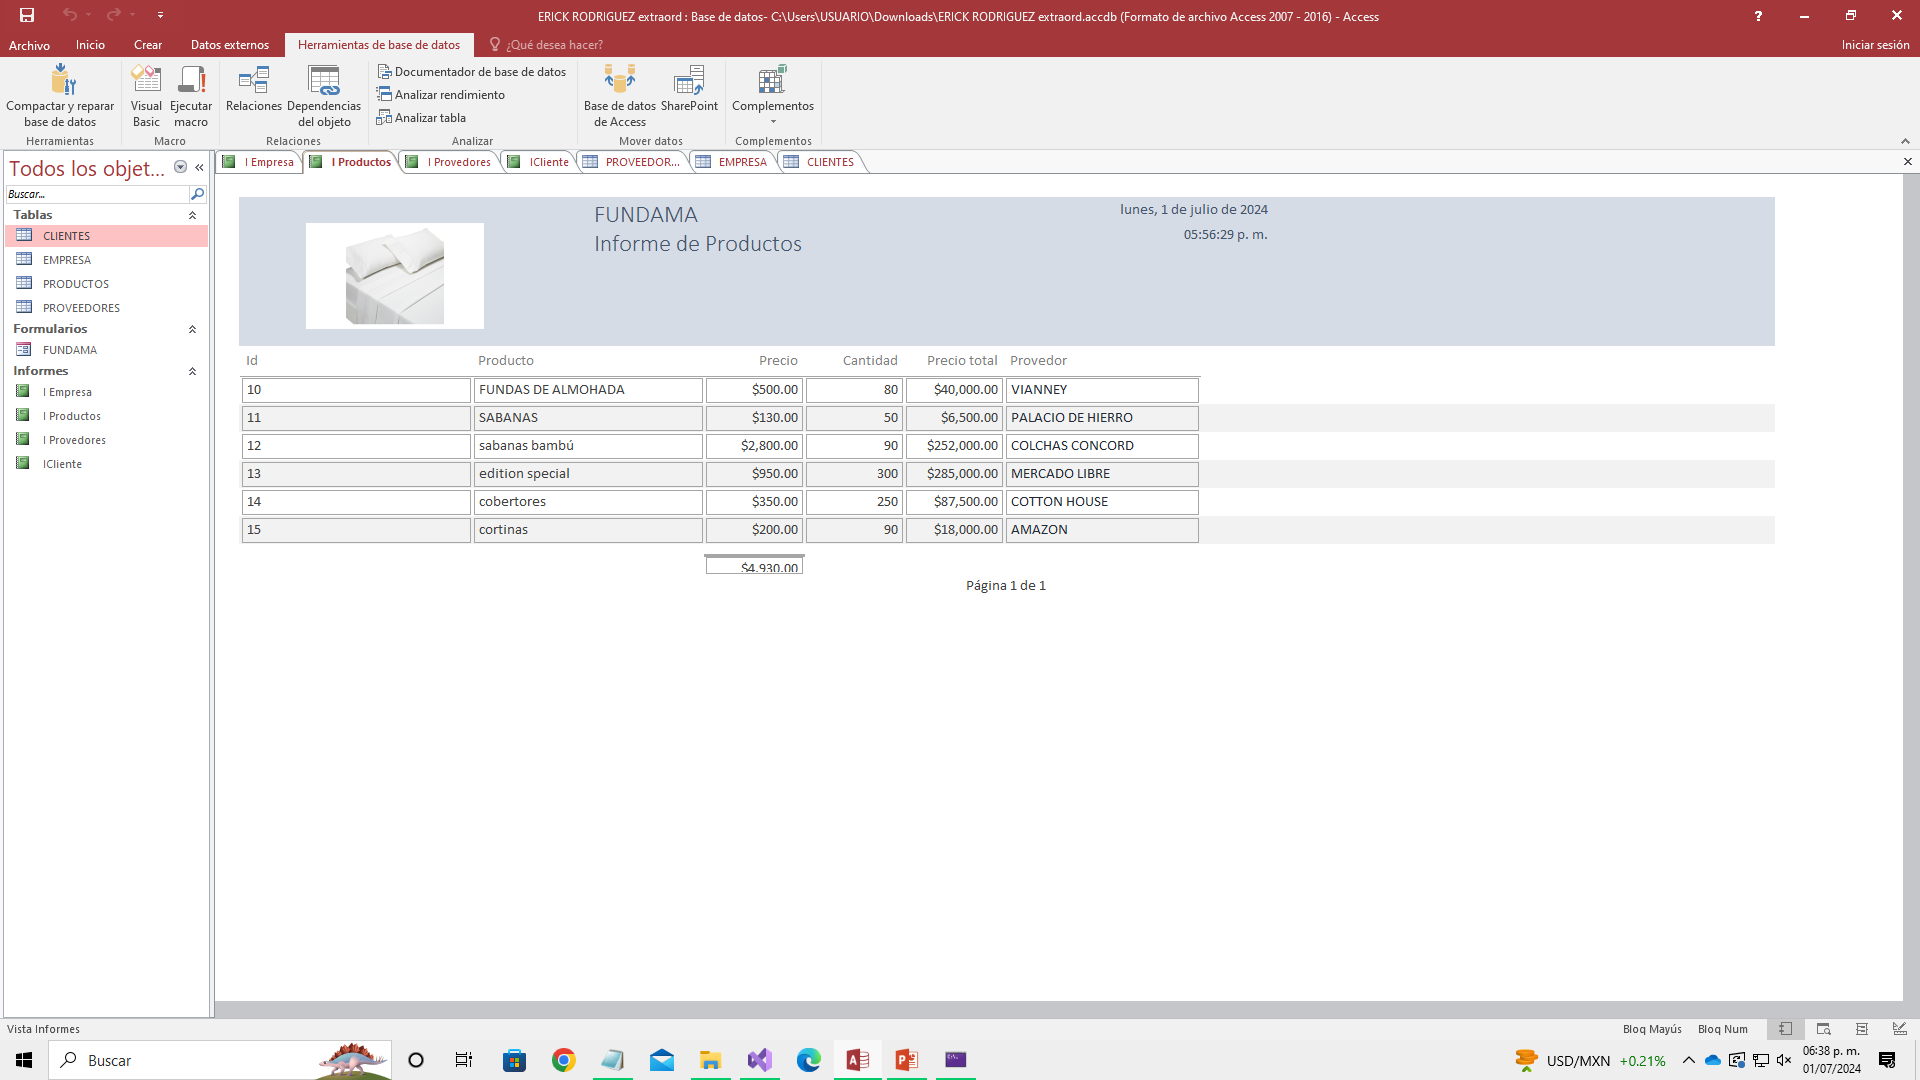 ERICK RODRIGUEZ extraord : Base de datos- C:\Users\USUARIO\Downloads\ERICK RODRIGUEZ extraord.accdb (Formato de archivo Access 2007 - 2016) - Access
?
Archivo
Inicio
Crear
Datos externos
Herramientas de base de datos
¿Qué desea hacer?
Iniciar sesión
Compactar y reparar
base de datos
Visual
Basic
Ejecutar
macro
Relaciones
Dependencias
del objeto
Documentador de base de datos
Analizar rendimiento
Analizar tabla
Base de datos
de Access
SharePoint
Complementos
Herramientas
Macro
Relaciones
Analizar
Mover datos
Complementos
Todos los objet...
Buscar...
Tablas
CLIENTES
EMPRESA
PRODUCTOS
PROVEEDORES
Formularios
FUNDAMA
Informes
I Empresa
I Productos
I Provedores
ICliente
I Empresa
I Productos
I Provedores
ICliente
PROVEEDOR...
EMPRESA
CLIENTES
FUNDAMA
Informe de Productos
lunes, 1 de julio de 2024
05:56:29 p. m.
Id Producto Precio Cantidad Precio total Provedor
10 FUNDAS DE ALMOHADA $500.00 80 $40,000.00 VIANNEY
11 SABANAS $130.00 50 $6,500.00 PALACIO DE HIERRO
12 sabanas bambú $2,800.00 90 $252,000.00 COLCHAS CONCORD
13 edition special $950.00 300 $285,000.00 MERCADO LIBRE
14 cobertores $350.00 250 $87,500.00 COTTON HOUSE
15 cortinas $200.00 90 $18,000.00 AMAZON
$4,930.00
Página 1 de 1
Vista Informes
Bloq Mayús
Bloq Num
Buscar
USD/MXN +0.21%
06:38 p. m.
01/07/2024